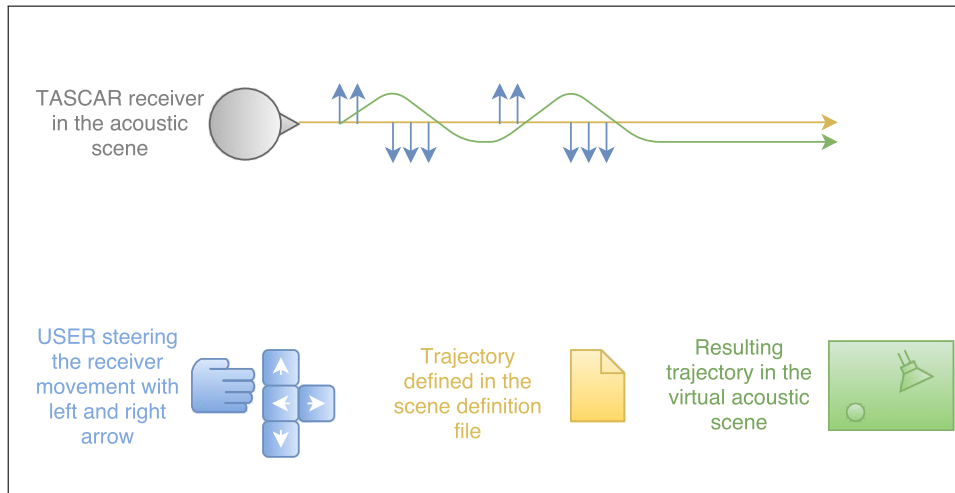 TASCAR receiver
in the acoustic
scene
USER steering
the receiver
movement with
left and right
arrow
Trajectory
defined in the
scene definition
file
Resulting
trajectory in the
virtual acoustic
scene